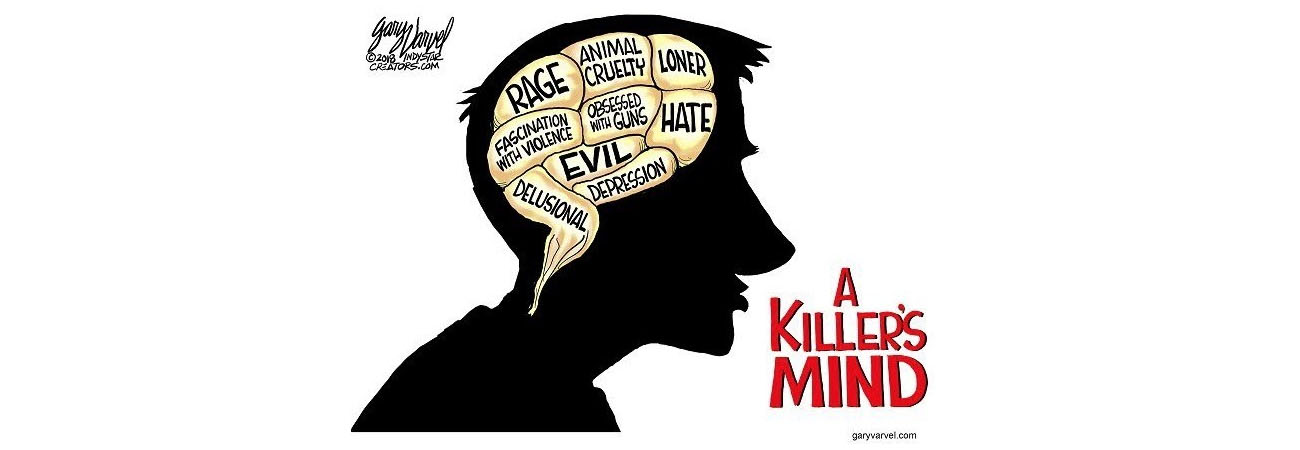 gary Varvel
©2018 INDYSTAR
CREATORS.COM
RAGE
ANIMAL
CRUELTY
LONER
FASCINATION
WITH VIOLENCE
OBSESSED
WITH GUNS
HATE
EVIL
DELUSIONAL
DEPRESSION
A
KILLER'S
MIND
garyvarvel.com